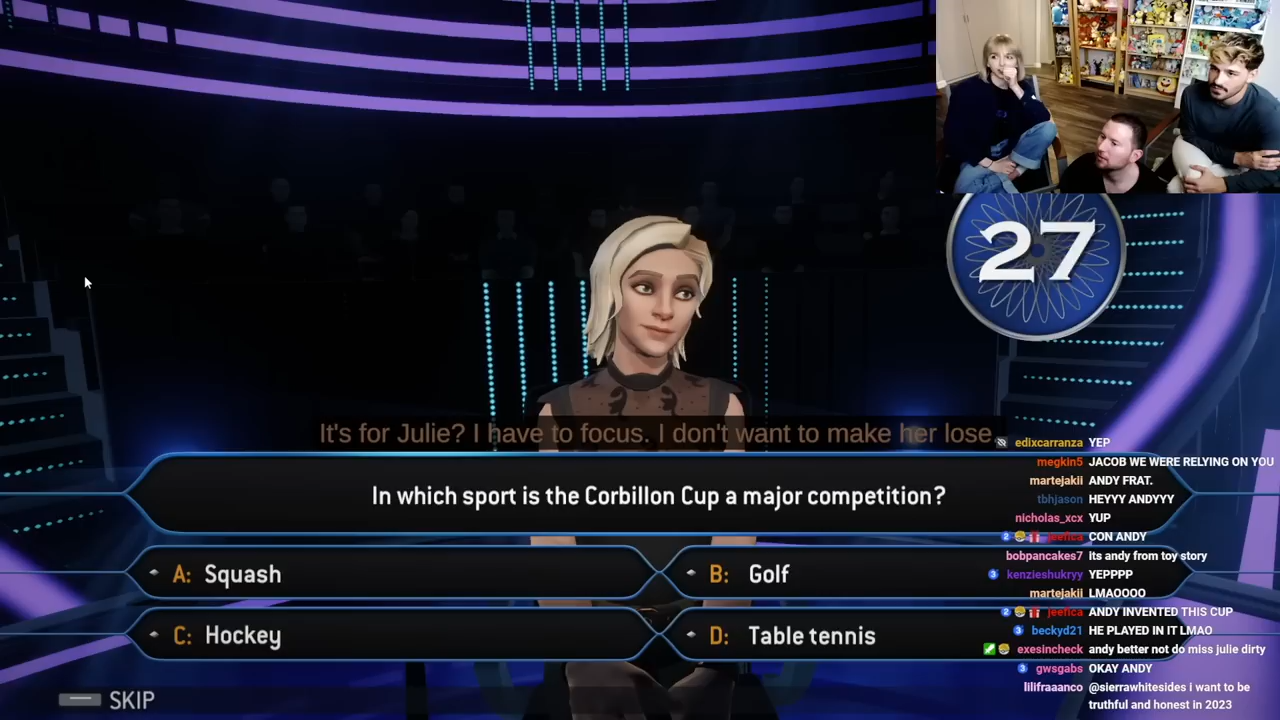 27
It's for Julie? I have to focus. I don't want to make her lose.
In which sport is the Corbillon Cup a major competition?
A: Squash
B: Golf
C: Hockey
D: Table tennis
SKIP
edixcarranza YEP
megkin5 JACOB WE WERE RELYING ON YOU
martejakii ANDY FRAT.
tbhjason HEYYY ANDYYY
nicholas_xcx YUP
jeefica CON ANDY
bobpancakes7 Its andy from toy story
kenzieshukryy YEPPPP
martejakii LMAOOOO
jeefica ANDY INVENTED THIS CUP
beckyd21 HE PLAYED IN IT LMAO
exesincheck andy better not do miss julie dirty
gwsgabs OKAY ANDY
lilifraaanco @sierrawhitesides i want to be
truthful and honest in 2023